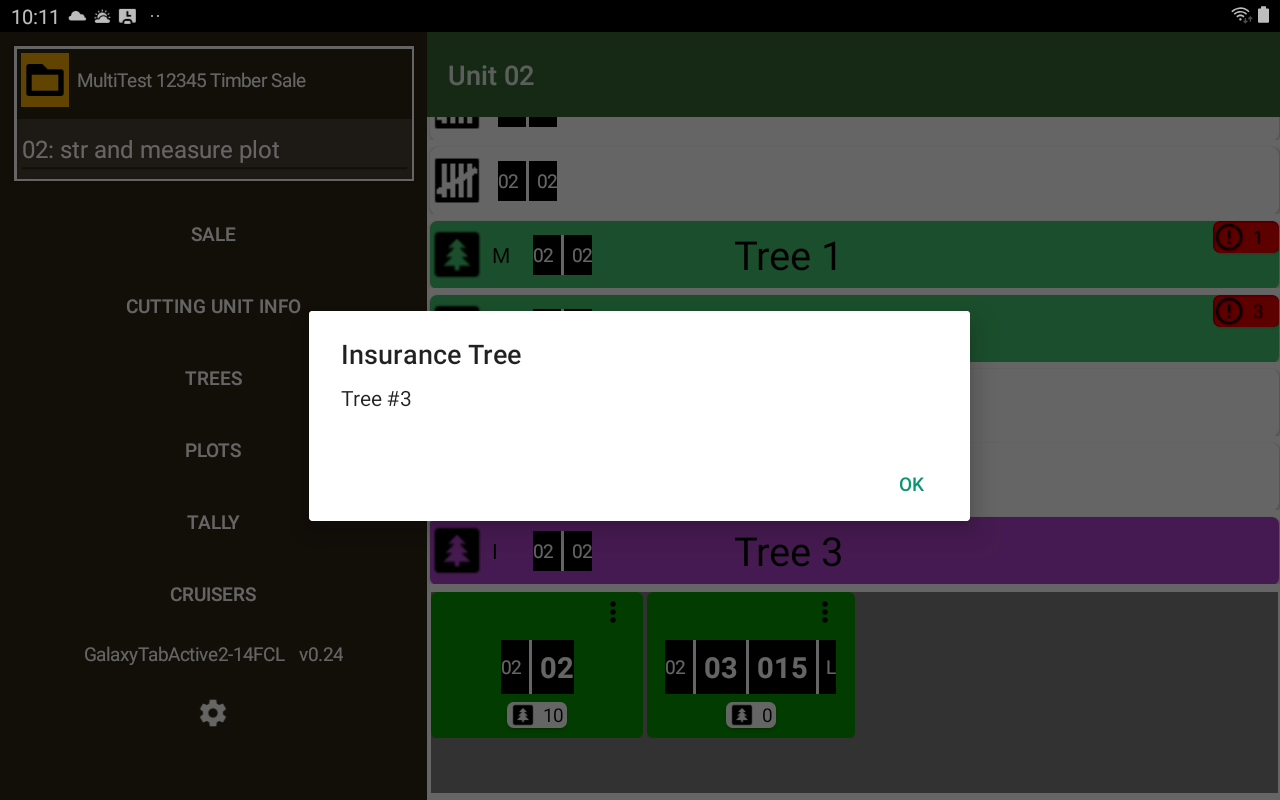 10:11
MultiTest 12345 Timber Sale
02: str and measure plot
SALE
CUTTING UNIT INFO
TREES
PLOTS
TALLY
CRUISERS
GalaxyTabActive2-14FCL v0.24
Unit 02
02 02
M 02 02 Tree 1 1
3
Insurance Tree
Tree #3
OK
I 02 02 Tree 3
02 02
10
02 03 015 L
0